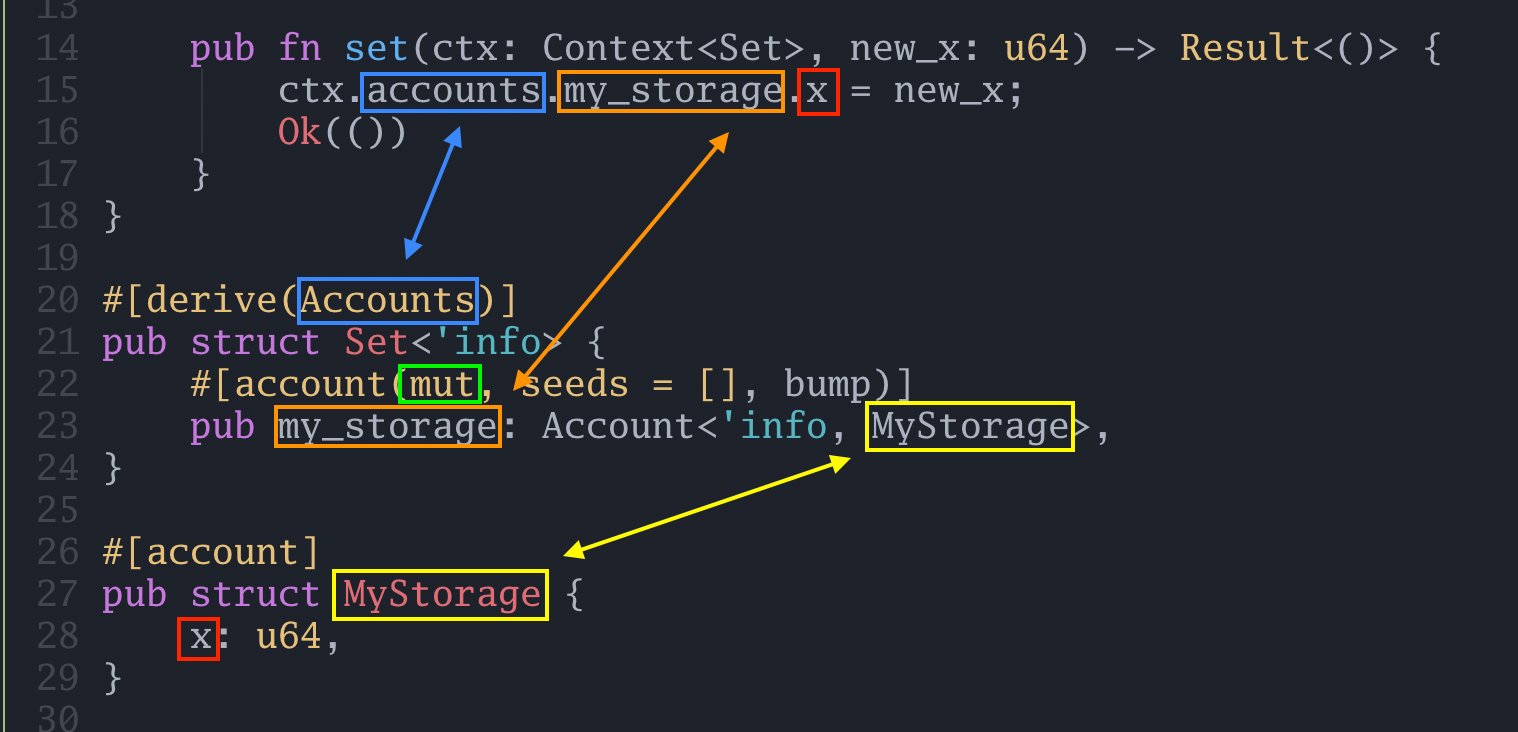 13
14 pub fn set(ctx: Context<Set>, new_x: u64) -> Result<()> {
15 ctx.accounts.my_storage.x = new_x;
16 Ok(())
17 }
18 }
19
20 #[derive(Accounts)]
21 pub struct Set<'info> {
22 #[account(mut, seeds = [], bump)]
23 pub my_storage: Account<'info, MyStorage>,
24 }
25
26 #[account]
27 pub struct MyStorage {
28 x: u64,
29 }
30